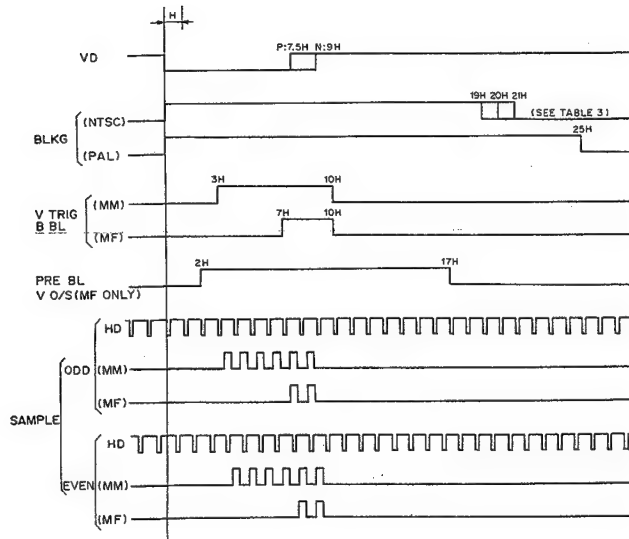 H
P:7.5H N:9H
VD
19H 20H 21H
(NTSC)
(SEE TABLE 3)
BLKG
25H
(PAL)
3H 10H
(MM)
V TRIG
B BL
7H 10H
(MF)
2H 17H
PRE BL
V O/S(MF ONLY)
HD
ODD (MM)
(MF)
SAMPLE
HD
EVEN (MM)
(MF)